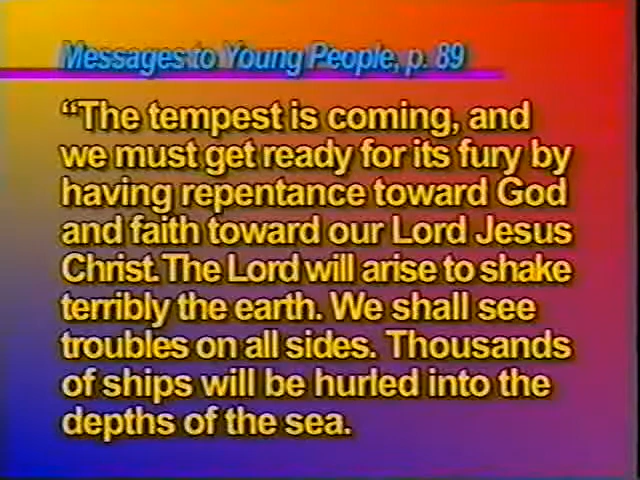 Messages to Young People, p. 89
“The tempest is coming, and
we must get ready for its fury by
having repentance toward God
and faith toward our Lord Jesus
Christ. The Lord will arise to shake
terribly the earth. We shall see
troubles on all sides. Thousands
of ships will be hurled into the
depths of the sea.